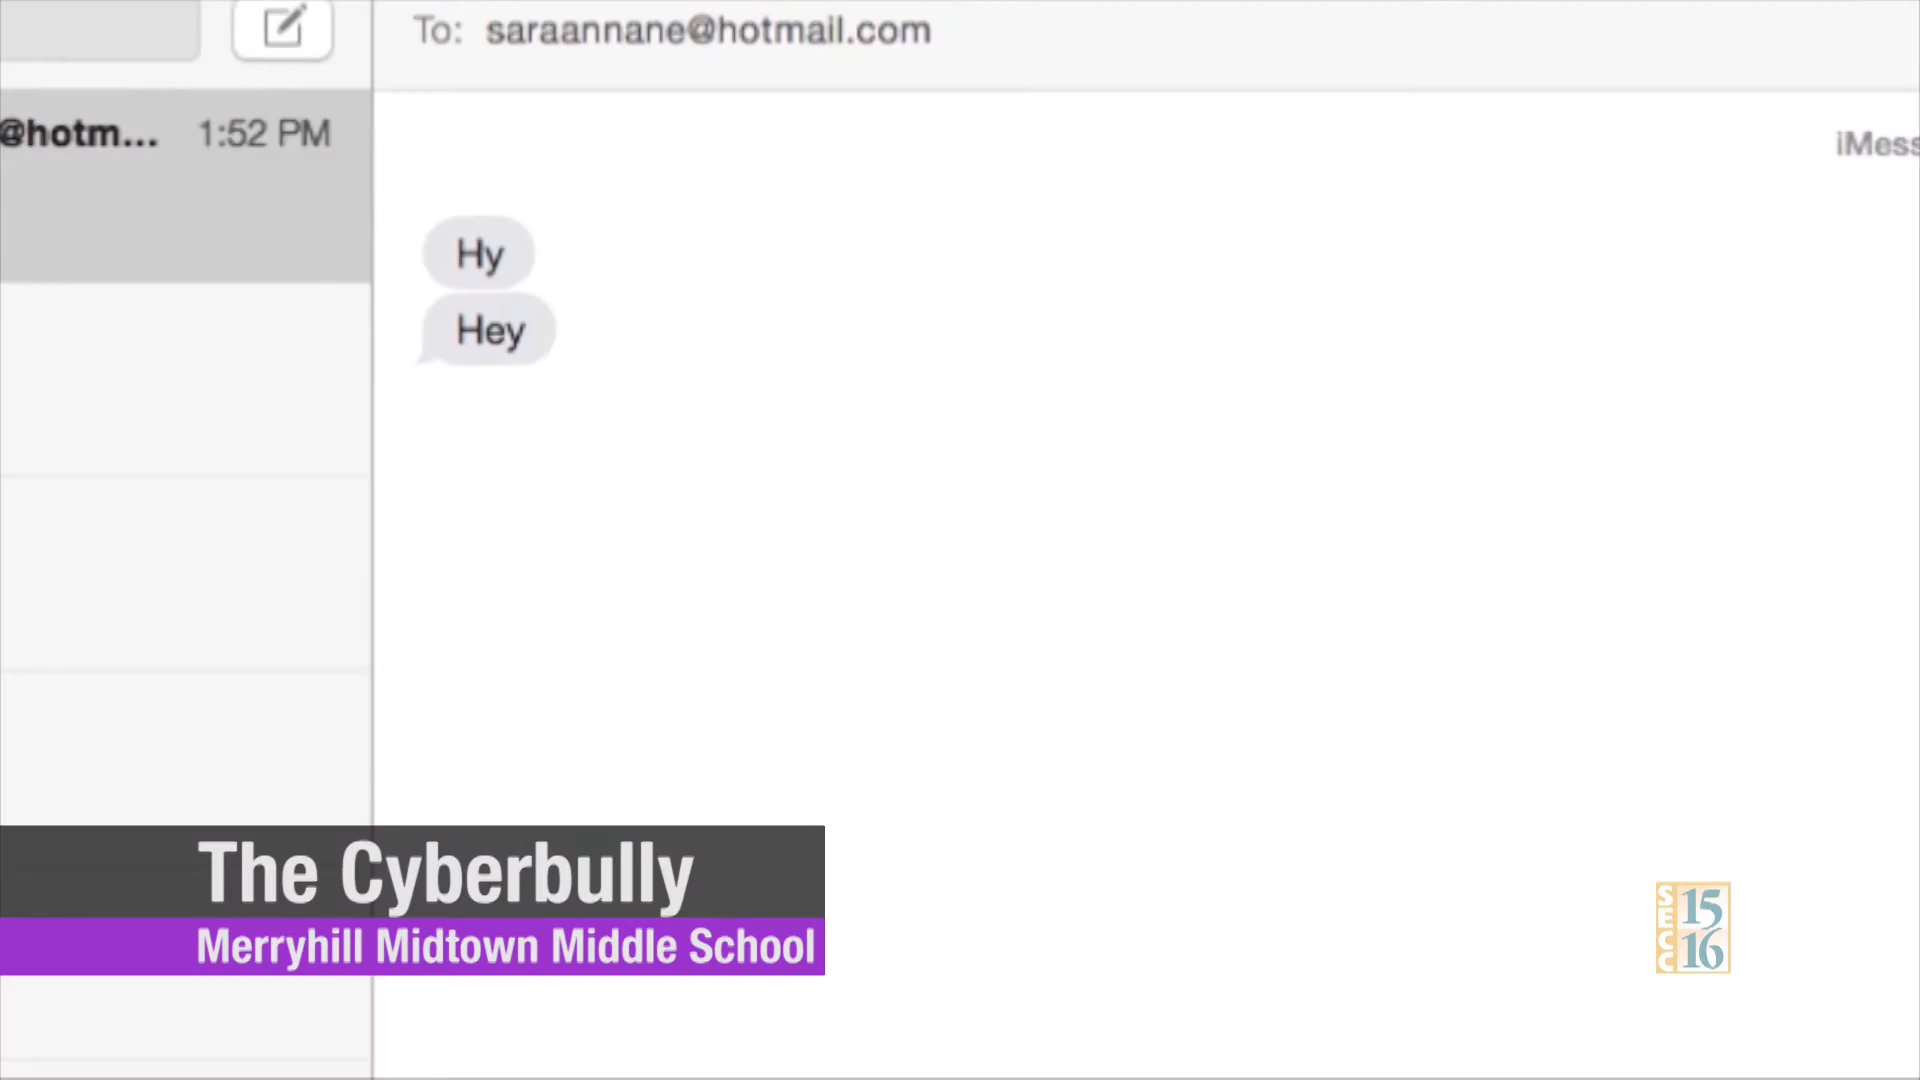 To: saraannane@hotmail.com
@hotm... 1:52 PM
iMess
Hy
Hey
The Cyberbully
Merryhill Midtown Middle School
SECC
15
16